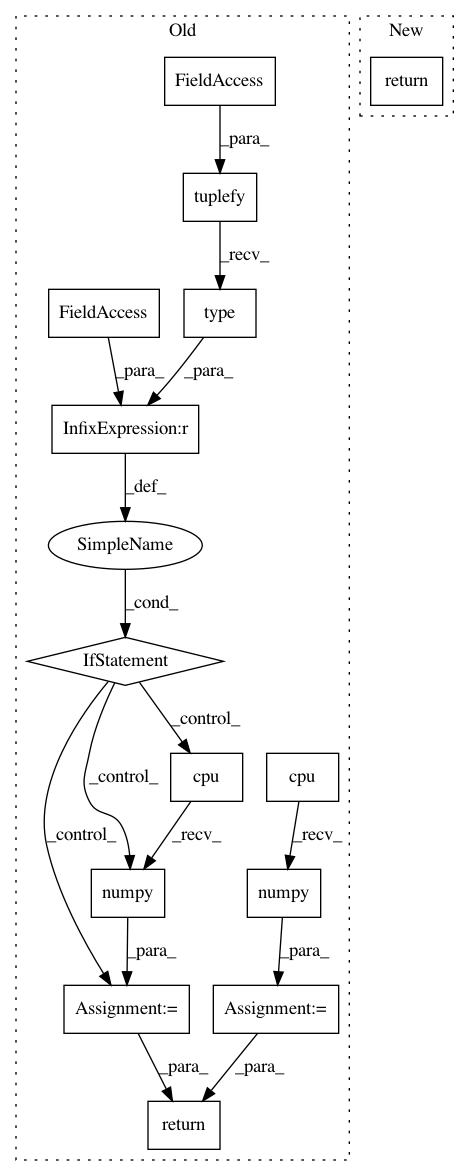 Old
New
FieldAccess
return
_para_
tuplefy
_recv_
FieldAccess
type
_para_
_para_
InfixExpression:r
_def_
SimpleName
_cond_
IfStatement
_control_
_control_
_control_
cpu
cpu
_recv_
_recv_
numpy
numpy
_para_
_para_
Assignment:=
Assignment:=
_para_
_para_
return